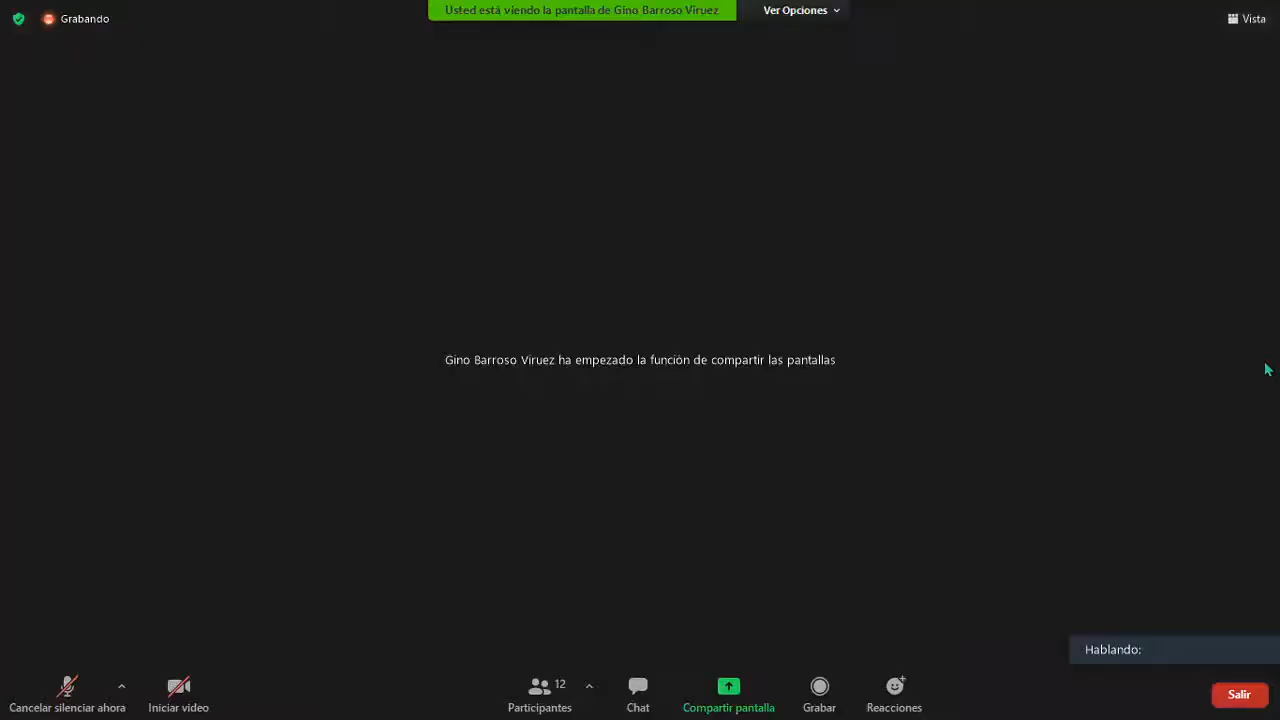 Grabando
Usted está viendo la pantalla de Gino Barroso Viruez
Ver Opciones
Vista
Gino Barroso Viruez ha empezado la función de compartir las pantallas
Hablando:
Cancelar silenciar ahora
Iniciar video
12
Participantes
Chat
Compartir pantalla
Grabar
Reacciones
Salir